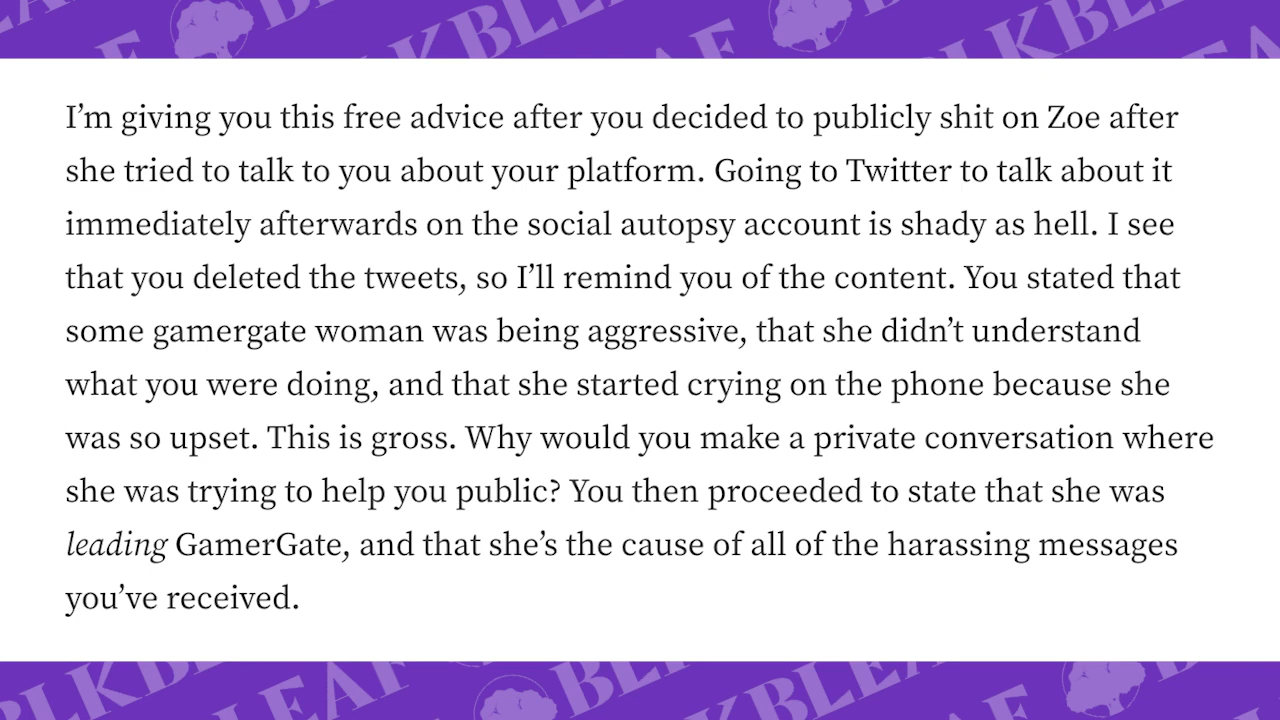 BLKBLEAF
I’m giving you this free advice after you decided to publicly shit on Zoe after
she tried to talk to you about your platform. Going to Twitter to talk about it
immediately afterwards on the social autopsy account is shady as hell. I see
that you deleted the tweets, so I’ll remind you of the content. You stated that
some gamergate woman was being aggressive, that she didn’t understand
what you were doing, and that she started crying on the phone because she
was so upset. This is gross. Why would you make a private conversation where
she was trying to help you public? You then proceeded to state that she was
leading GamerGate, and that she’s the cause of all of the harassing messages
you’ve received.